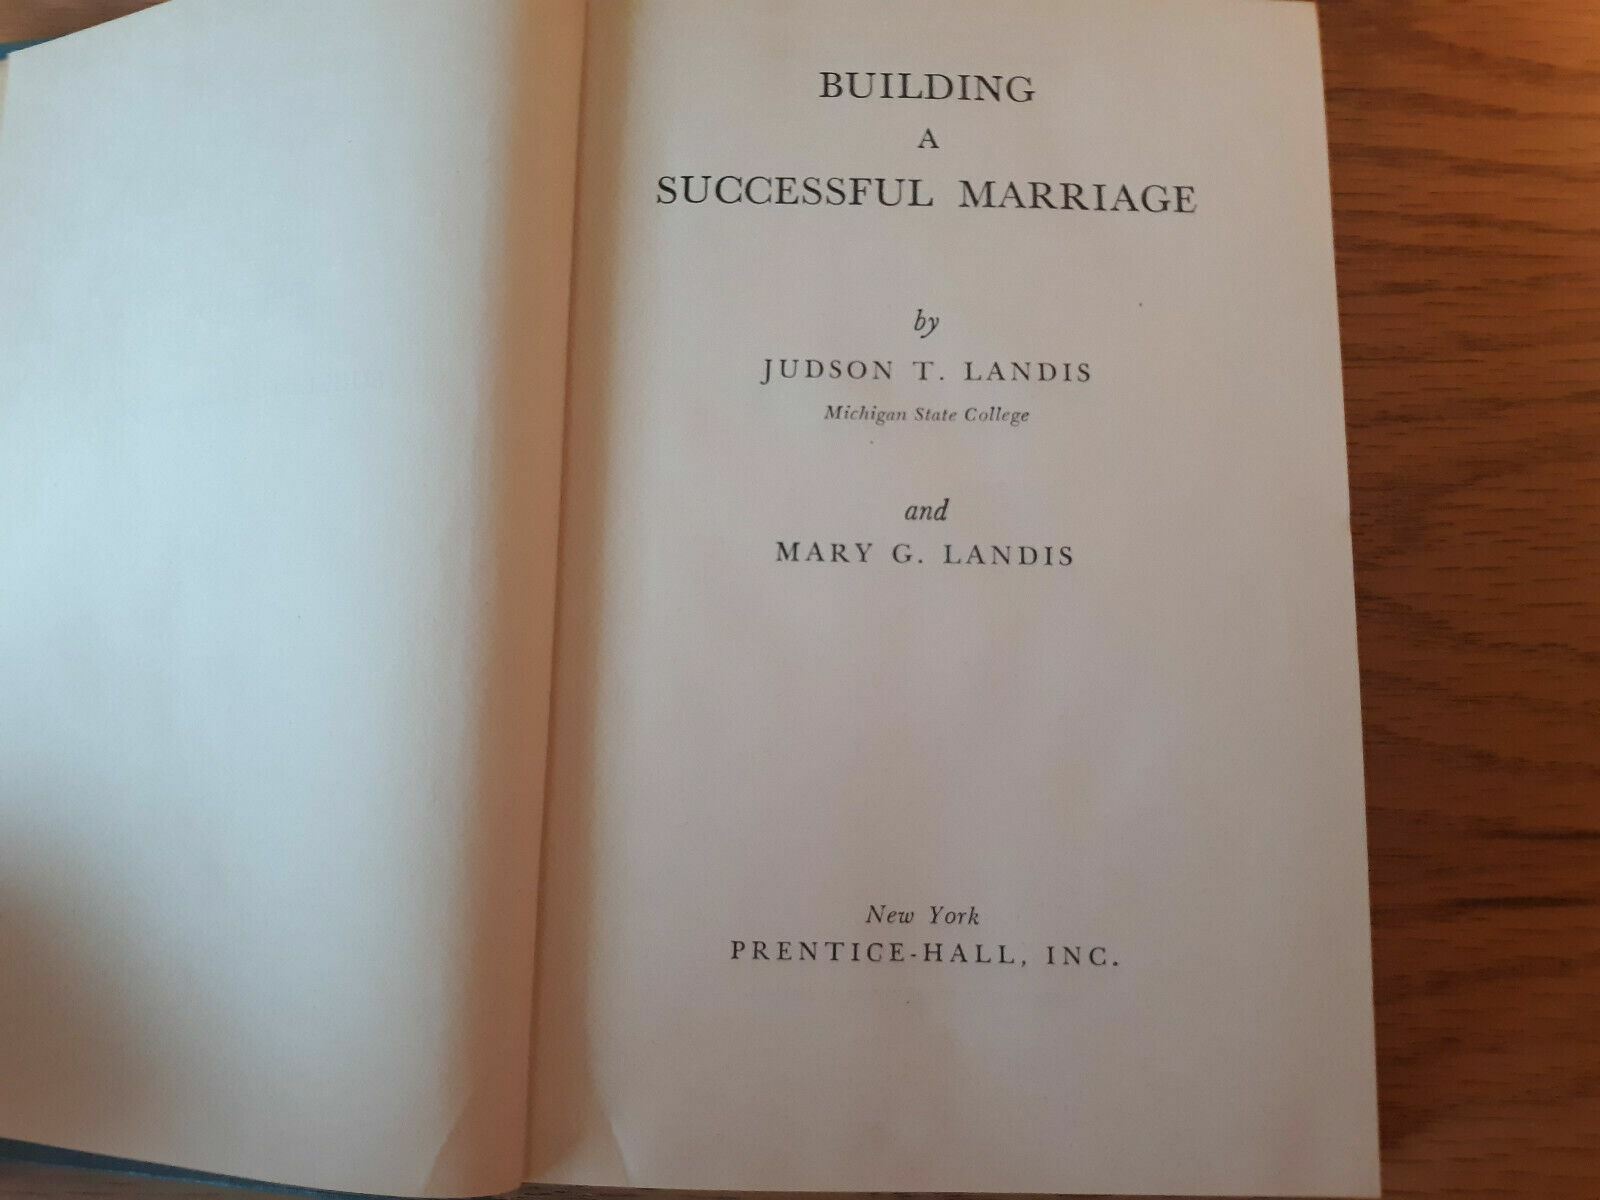 BUILDING
A
SUCCESSFUL MARRIAGE
by
JUDSON T. LANDIS
Michigan State College
and
MARY G. LANDIS
New York
PRENTICE-HALL, INC.